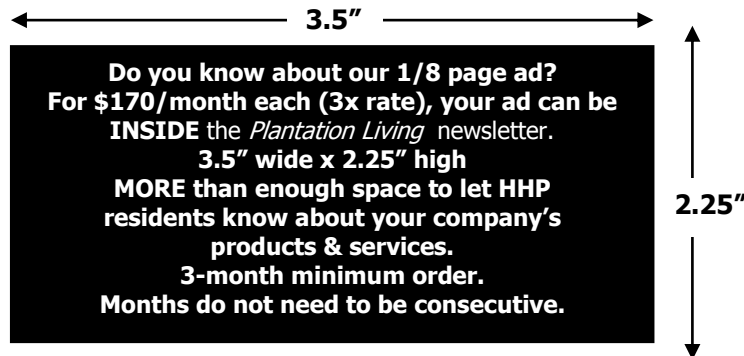 3.5”
Do you know about our 1/8 page ad?
For $170/month each (3x rate), your ad can be
INSIDE the Plantation Living newsletter.
3.5” wide x 2.25” high
MORE than enough space to let HHP
residents know about your company’s
products & services.
3-month minimum order.
Months do not need to be consecutive.
2.25”